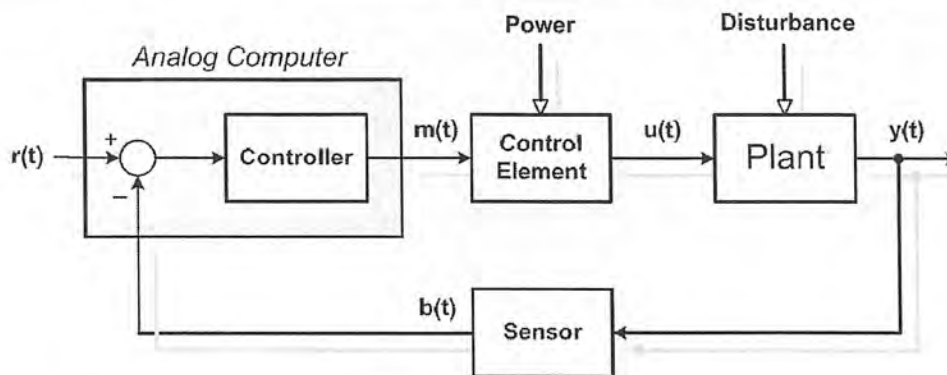 Power
Disturbance
Analog Computer
+
r(t)
−
Controller
m(t)
Control
Element
u(t)
Plant
y(t)
b(t)
Sensor